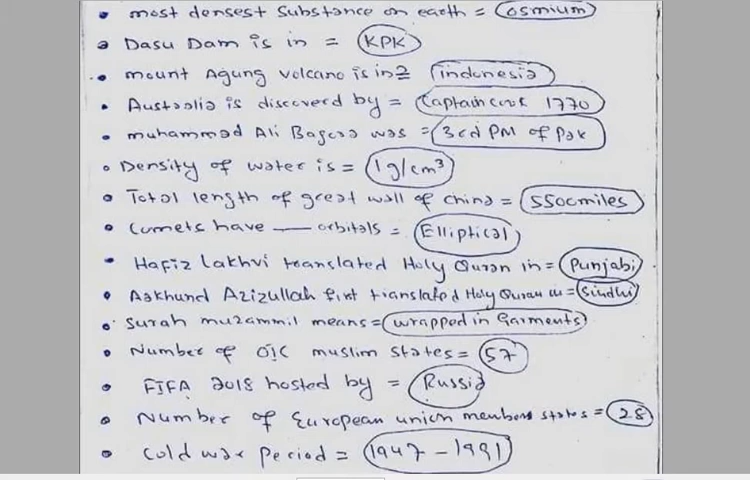 • most densest substance on earth = osmium
• Dasu Dam is in = KPK
• mount Agung volcano is in = indonesia
• Australia is discoverd by = Captain cook 1770
• muhammad Ali Bagora was = 3rd PM of Pak
• Density of water is = 1g/cm³
• Total length of great wall of china = 5500miles
• Comets have — orbitals = Elliptical
• Hafiz Lakhvi translated Holy Quran in = Punjabi
• Aakhund Azizullah first translated Holy Quran in = Sindhi
• Surah muzammil means = wrapped in Garments
• Number of OIC muslim states = 57
• FIFA 2018 hosted by = Russia
• Number of European union members states = 28
• Cold war Period = 1947 - 1991